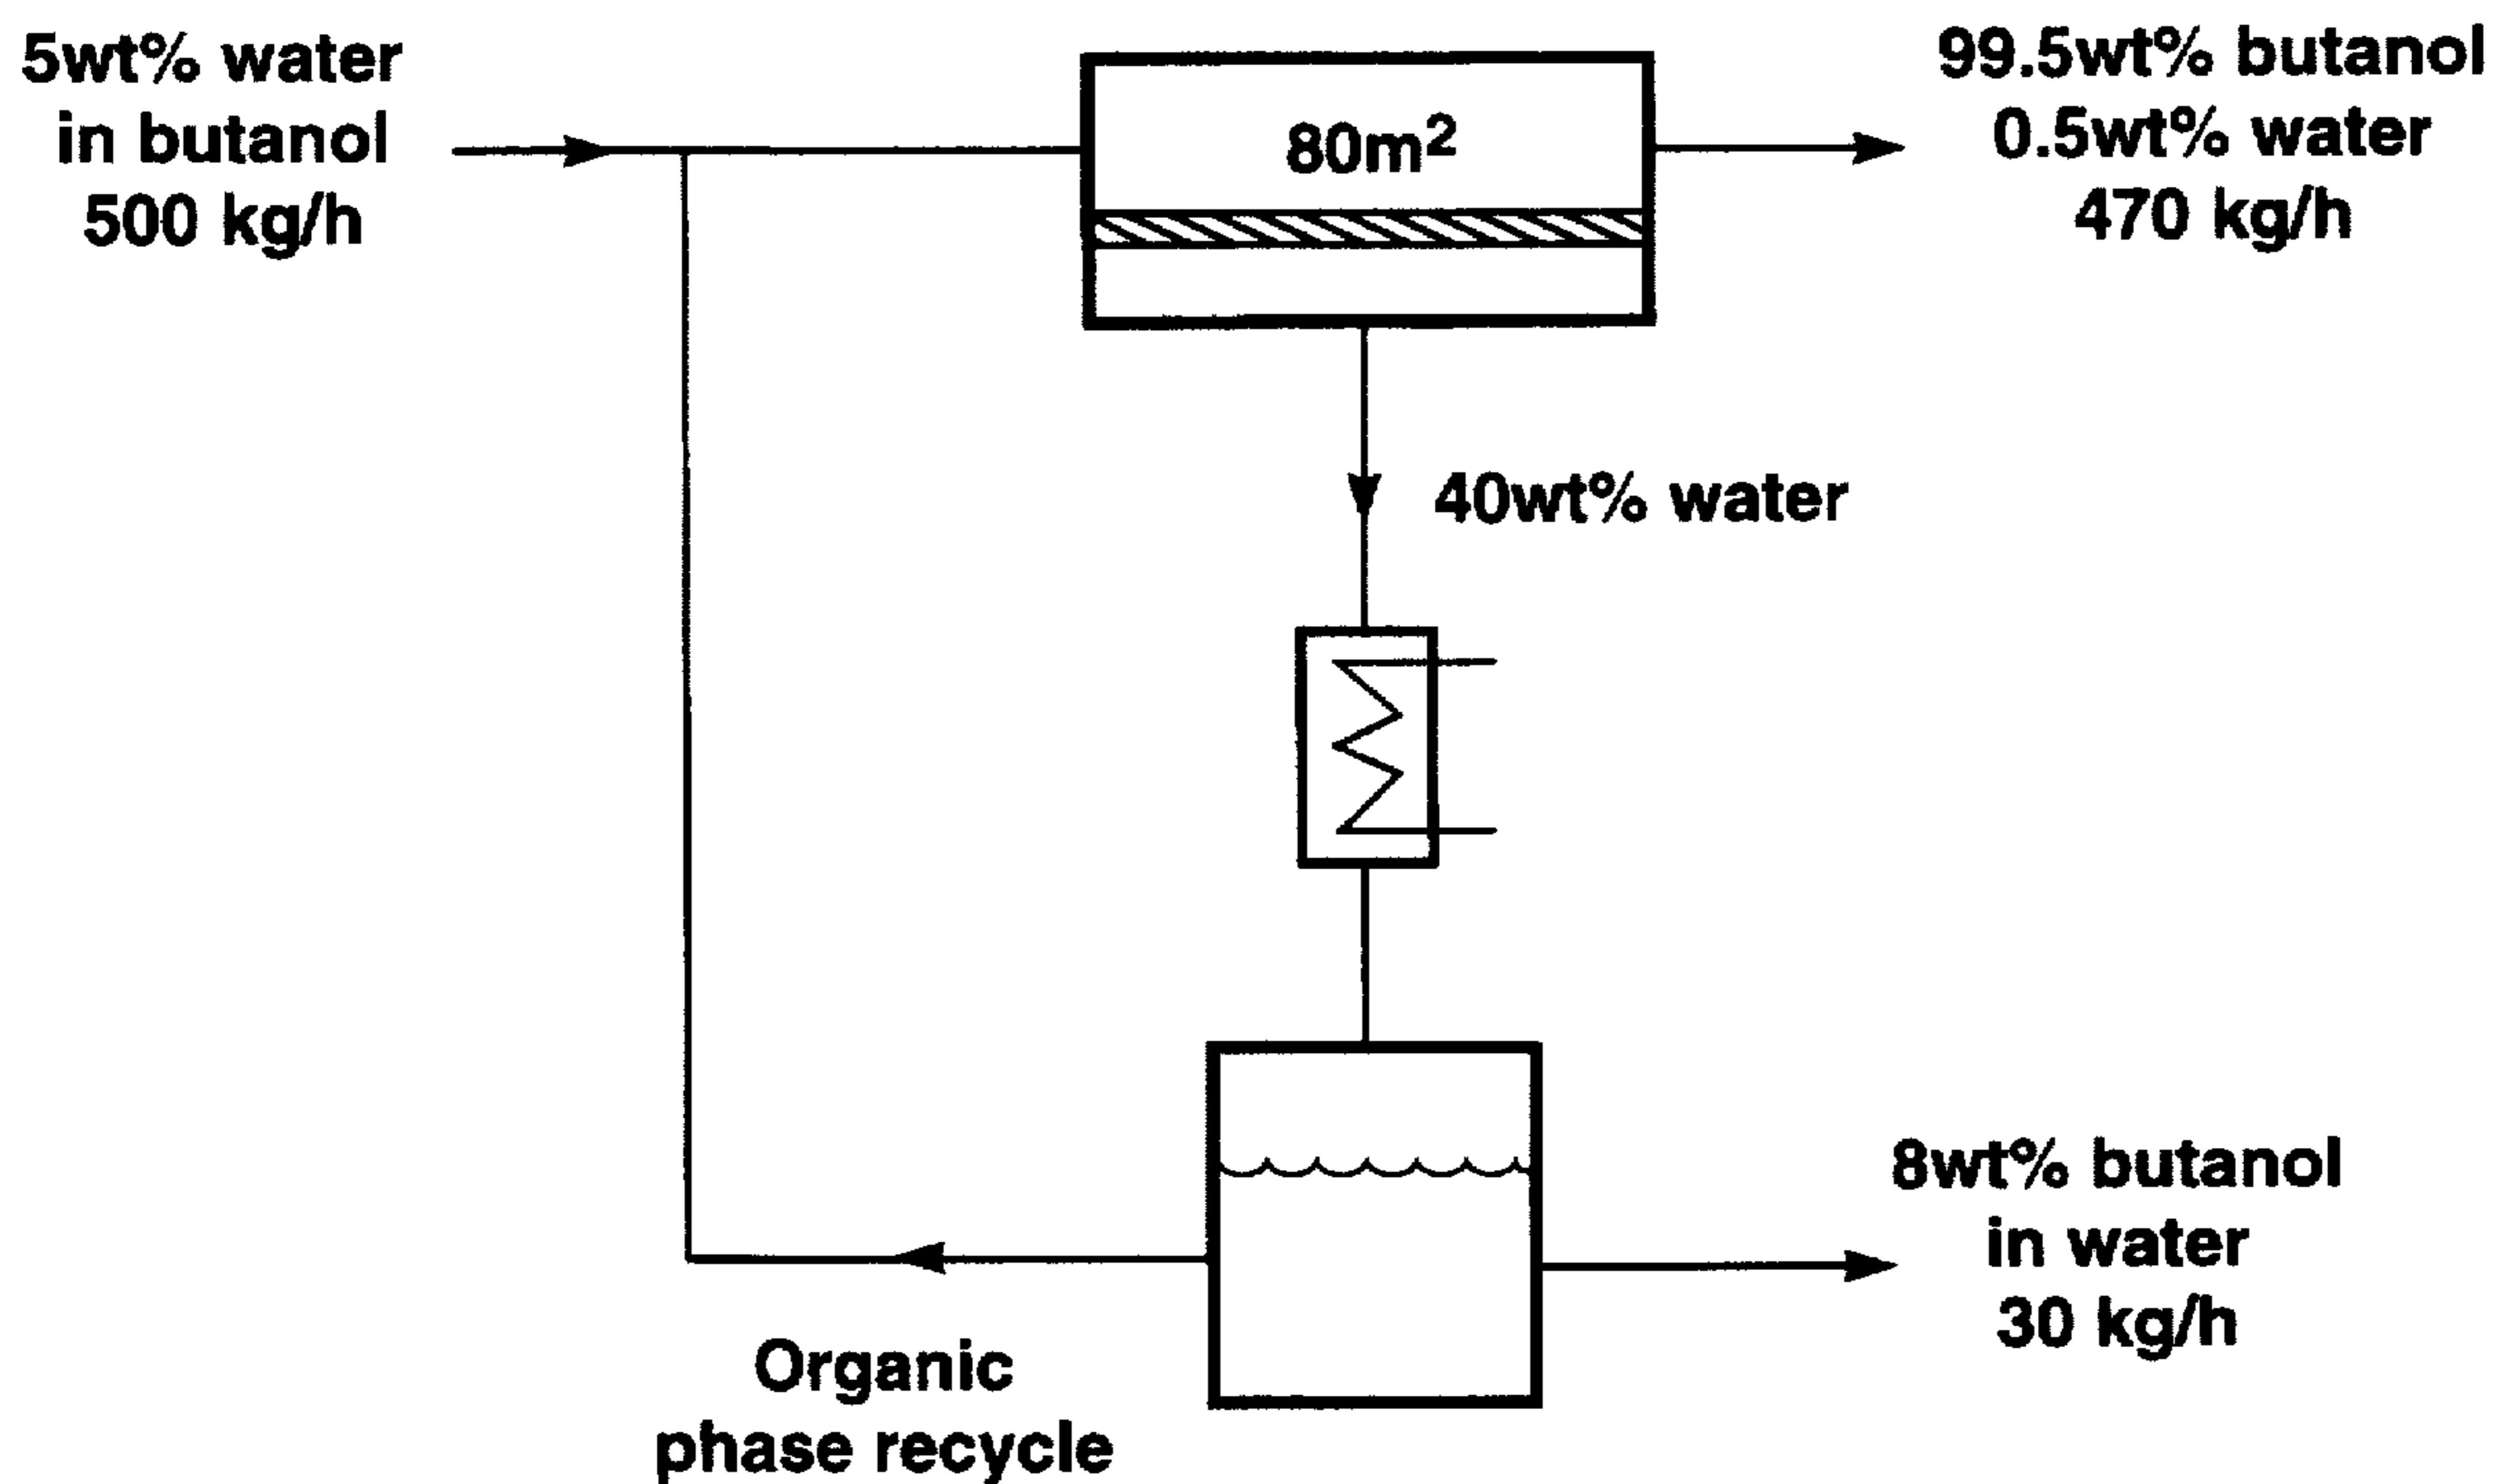 5wt% water
in butanol
500 kg/h
80m²
99.5wt% butanol
0.5wt% water
470 kg/h
40wt% water
8wt% butanol
in water
30 kg/h
Organic
phase recycle